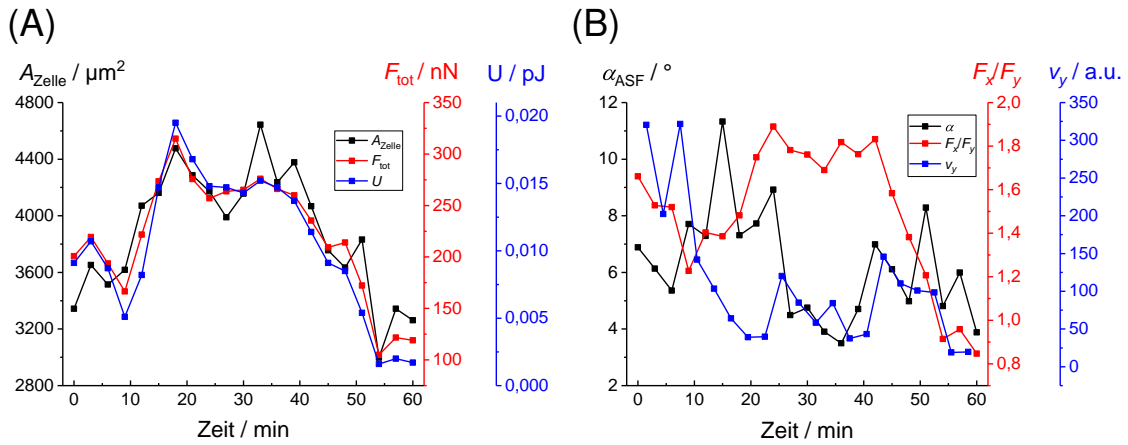 (A)
(B)
A_Zelle / µm²
F_tot / nN
U / pJ
4800
4400
4000
3600
3200
2800
350
300
250
200
150
100
0,020
0,015
0,010
0,005
0,000
A_Zelle
F_tot
U
0 10 20 30 40 50 60
Zeit / min
α_ASF / °
F_x/F_y
v_y / a.u.
12
10
8
6
4
2
2,0
1,8
1,6
1,4
1,2
1,0
0,8
350
300
250
200
150
100
50
0
α
F_x/F_y
v_y
0 10 20 30 40 50 60
Zeit / min